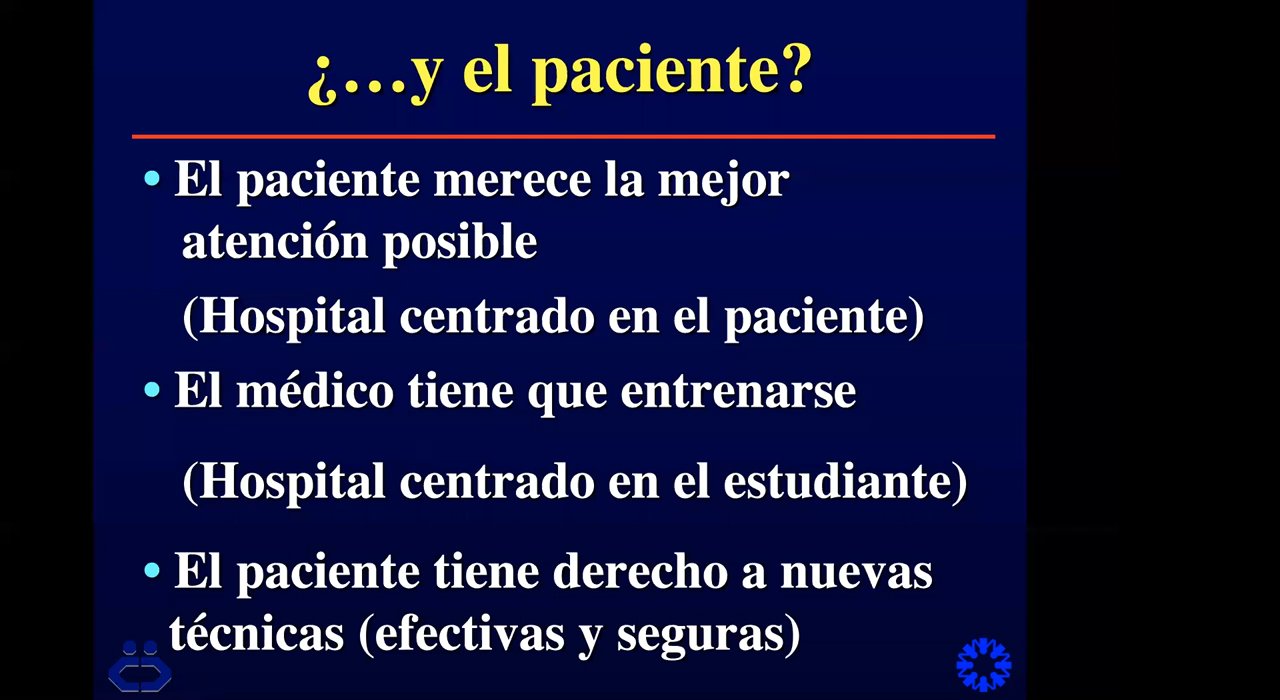 ¿…y el paciente?
• El paciente merece la mejor
atención posible
(Hospital centrado en el paciente)
• El médico tiene que entrenarse
(Hospital centrado en el estudiante)
• El paciente tiene derecho a nuevas
técnicas (efectivas y seguras)